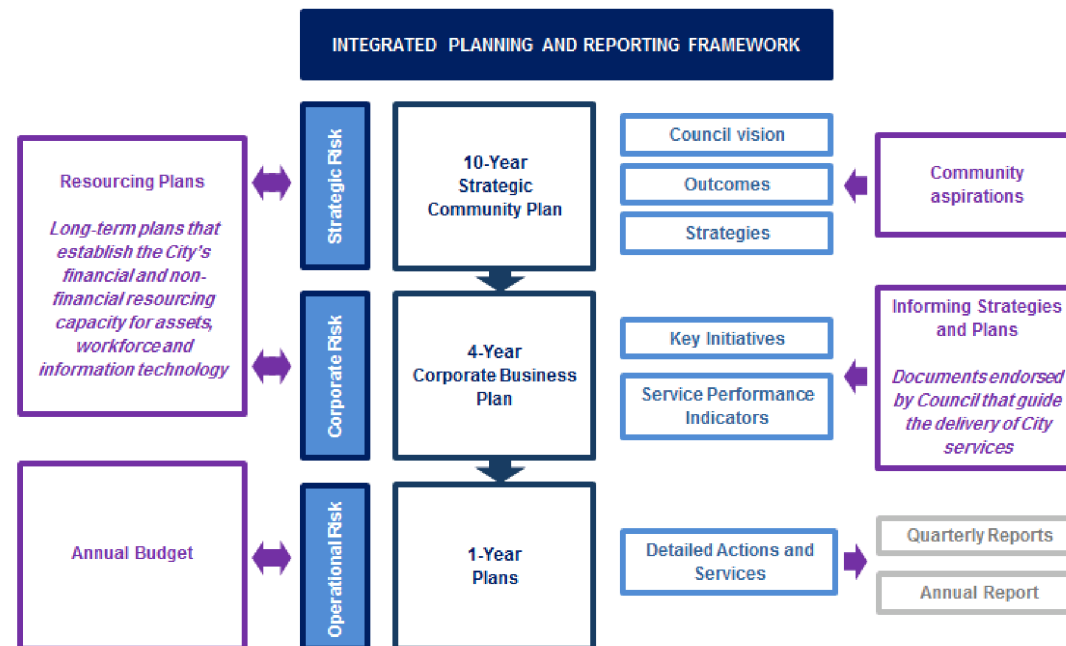 INTEGRATED PLANNING AND REPORTING FRAMEWORK
Resourcing Plans
Long-term plans that
establish the City's
financial and non-
financial resourcing
capacity for assets,
workforce and
information technology
Strategic Risk
10-Year
Strategic
Community Plan
Council vision
Outcomes
Strategies
Community
aspirations
Corporate Risk
4-Year
Corporate Business
Plan
Key Initiatives
Service Performance
Indicators
Informing Strategies
and Plans
Documents endorsed
by Council that guide
the delivery of City
services
Annual Budget
Operational Risk
1-Year
Plans
Detailed Actions and
Services
Quarterly Reports
Annual Report